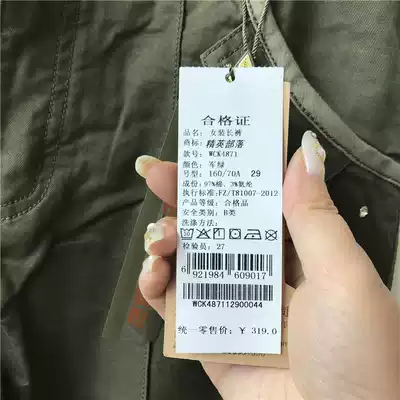 合格证
品名: 女装长裤
商标: 精英部落
款号: WCK4871
颜色: 军绿
号型: 160/70A 29
成份: 97%棉、3%氨纶
执行标准:FZ/T81007-2012
产品等级: 合格品
安全类别: B类
洗涤方法:
检验员: 27
6 921984 609017
WCK487112900044
统一零售价: ¥ 319.0